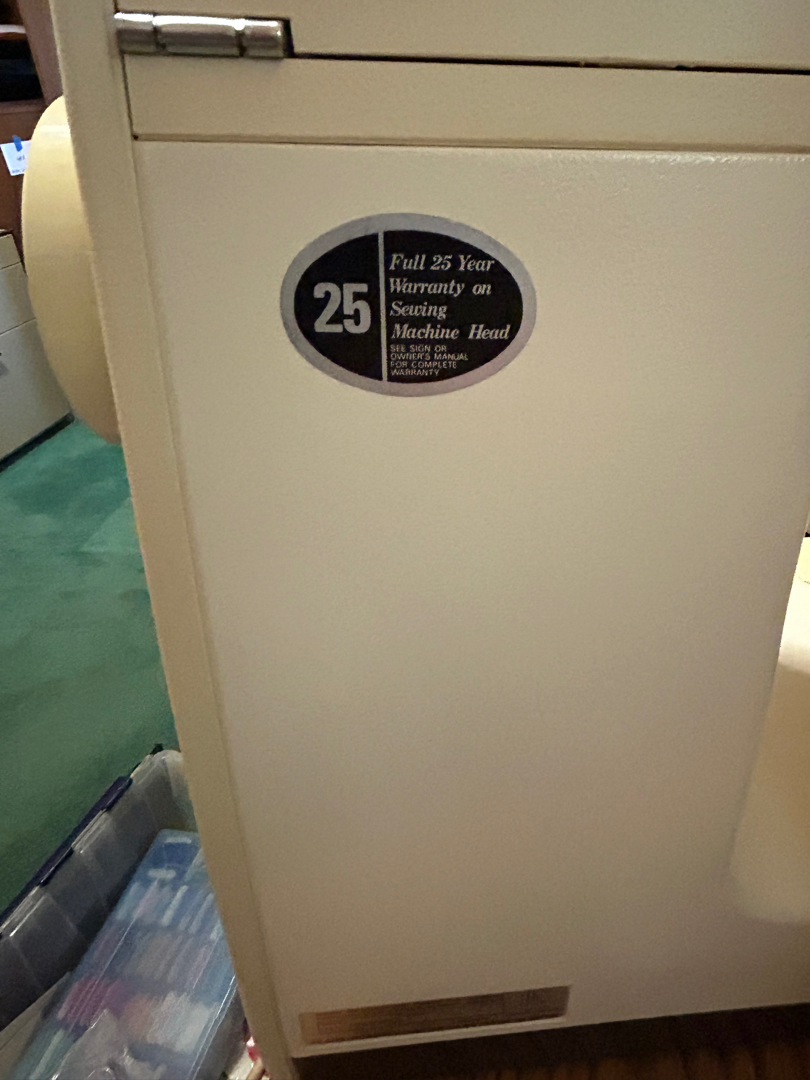 25
Full 25 Year
Warranty on
Sewing
Machine Head
SEE SIGN OR
OWNER'S MANUAL
FOR COMPLETE
WARRANTY